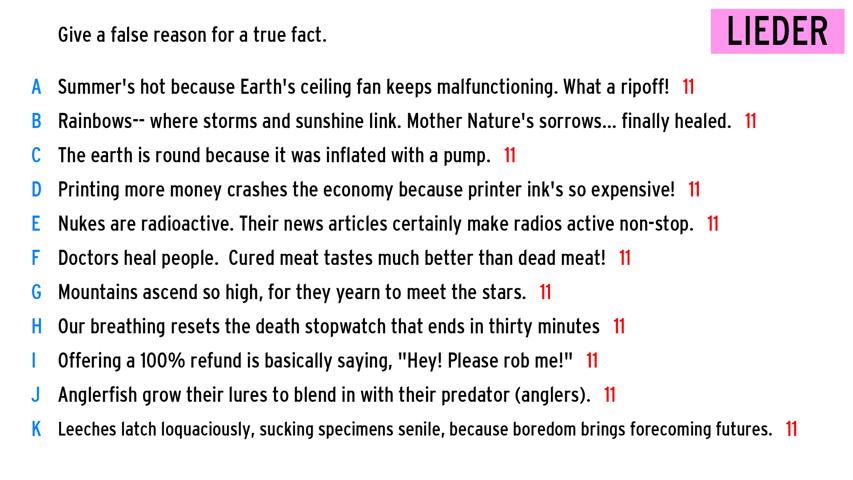 Give a false reason for a true fact.
LIEDER
A Summer's hot because Earth's ceiling fan keeps malfunctioning. What a ripoff! 11
B Rainbows-- where storms and sunshine link. Mother Nature's sorrows... finally healed. 11
C The earth is round because it was inflated with a pump. 11
D Printing more money crashes the economy because printer ink's so expensive! 11
E Nukes are radioactive. Their news articles certainly make radios active non-stop. 11
F Doctors heal people.  Cured meat tastes much better than dead meat! 11
G Mountains ascend so high, for they yearn to meet the stars. 11
H Our breathing resets the death stopwatch that ends in thirty minutes 11
I Offering a 100% refund is basically saying, "Hey! Please rob me!" 11
J Anglerfish grow their lures to blend in with their predator (anglers). 11
K Leeches latch loquaciously, sucking specimens senile, because boredom brings forecoming futures. 11